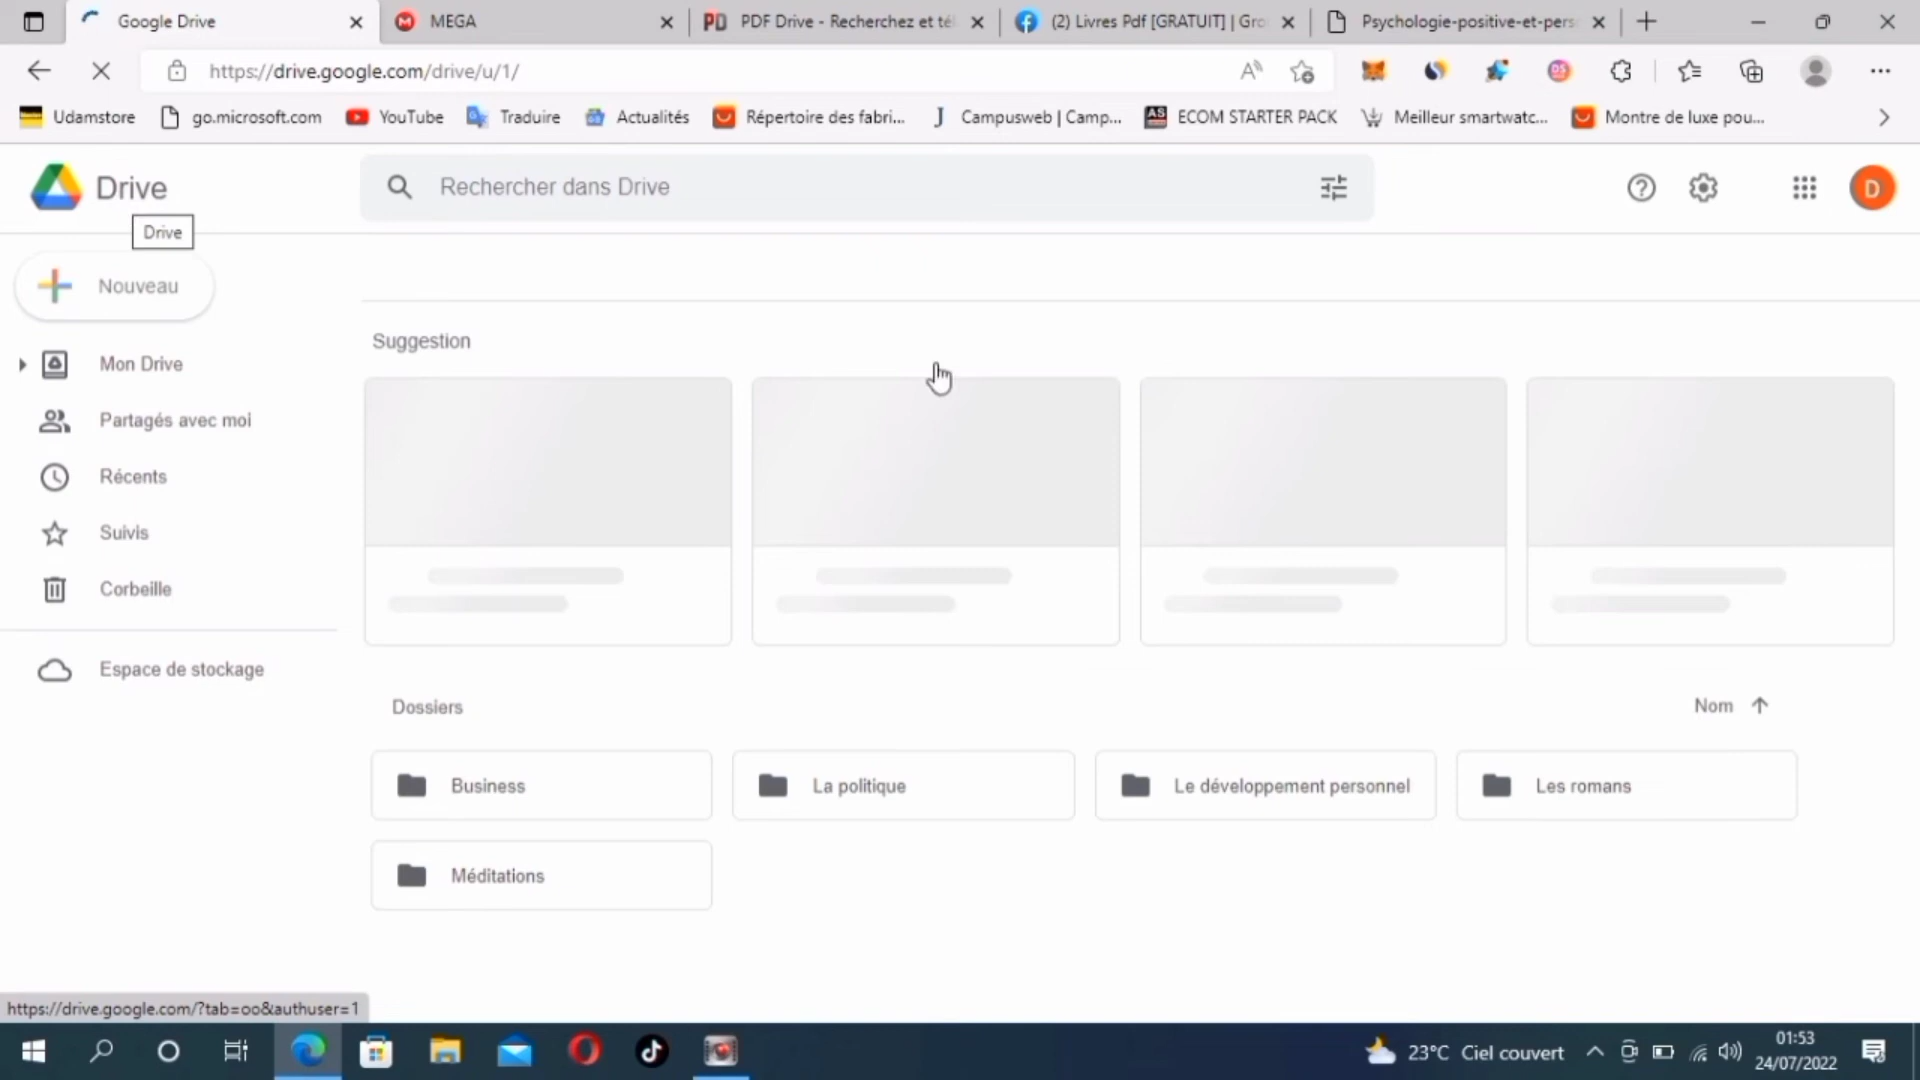 Google Drive
MEGA
PDF Drive - Recherchez et tél
(2) Livres Pdf [GRATUIT] | Gro
Psychologie-positive-et-pers
https://drive.google.com/drive/u/1/
Udamstore
go.microsoft.com
YouTube
Traduire
Actualités
Répertoire des fabri...
Campusweb | Camp...
AS
ECOM STARTER PACK
Meilleur smartwatc...
Montre de luxe pou...
Drive
Rechercher dans Drive
D
Drive
Nouveau
Suggestion
Mon Drive
Partagés avec moi
Récents
Suivis
Corbeille
Espace de stockage
Dossiers
Nom
Business
La politique
Le développement personnel
Les romans
Méditations
https://drive.google.com/?tab=oo&authuser=1
23°C Ciel couvert
01:53
24/07/2022